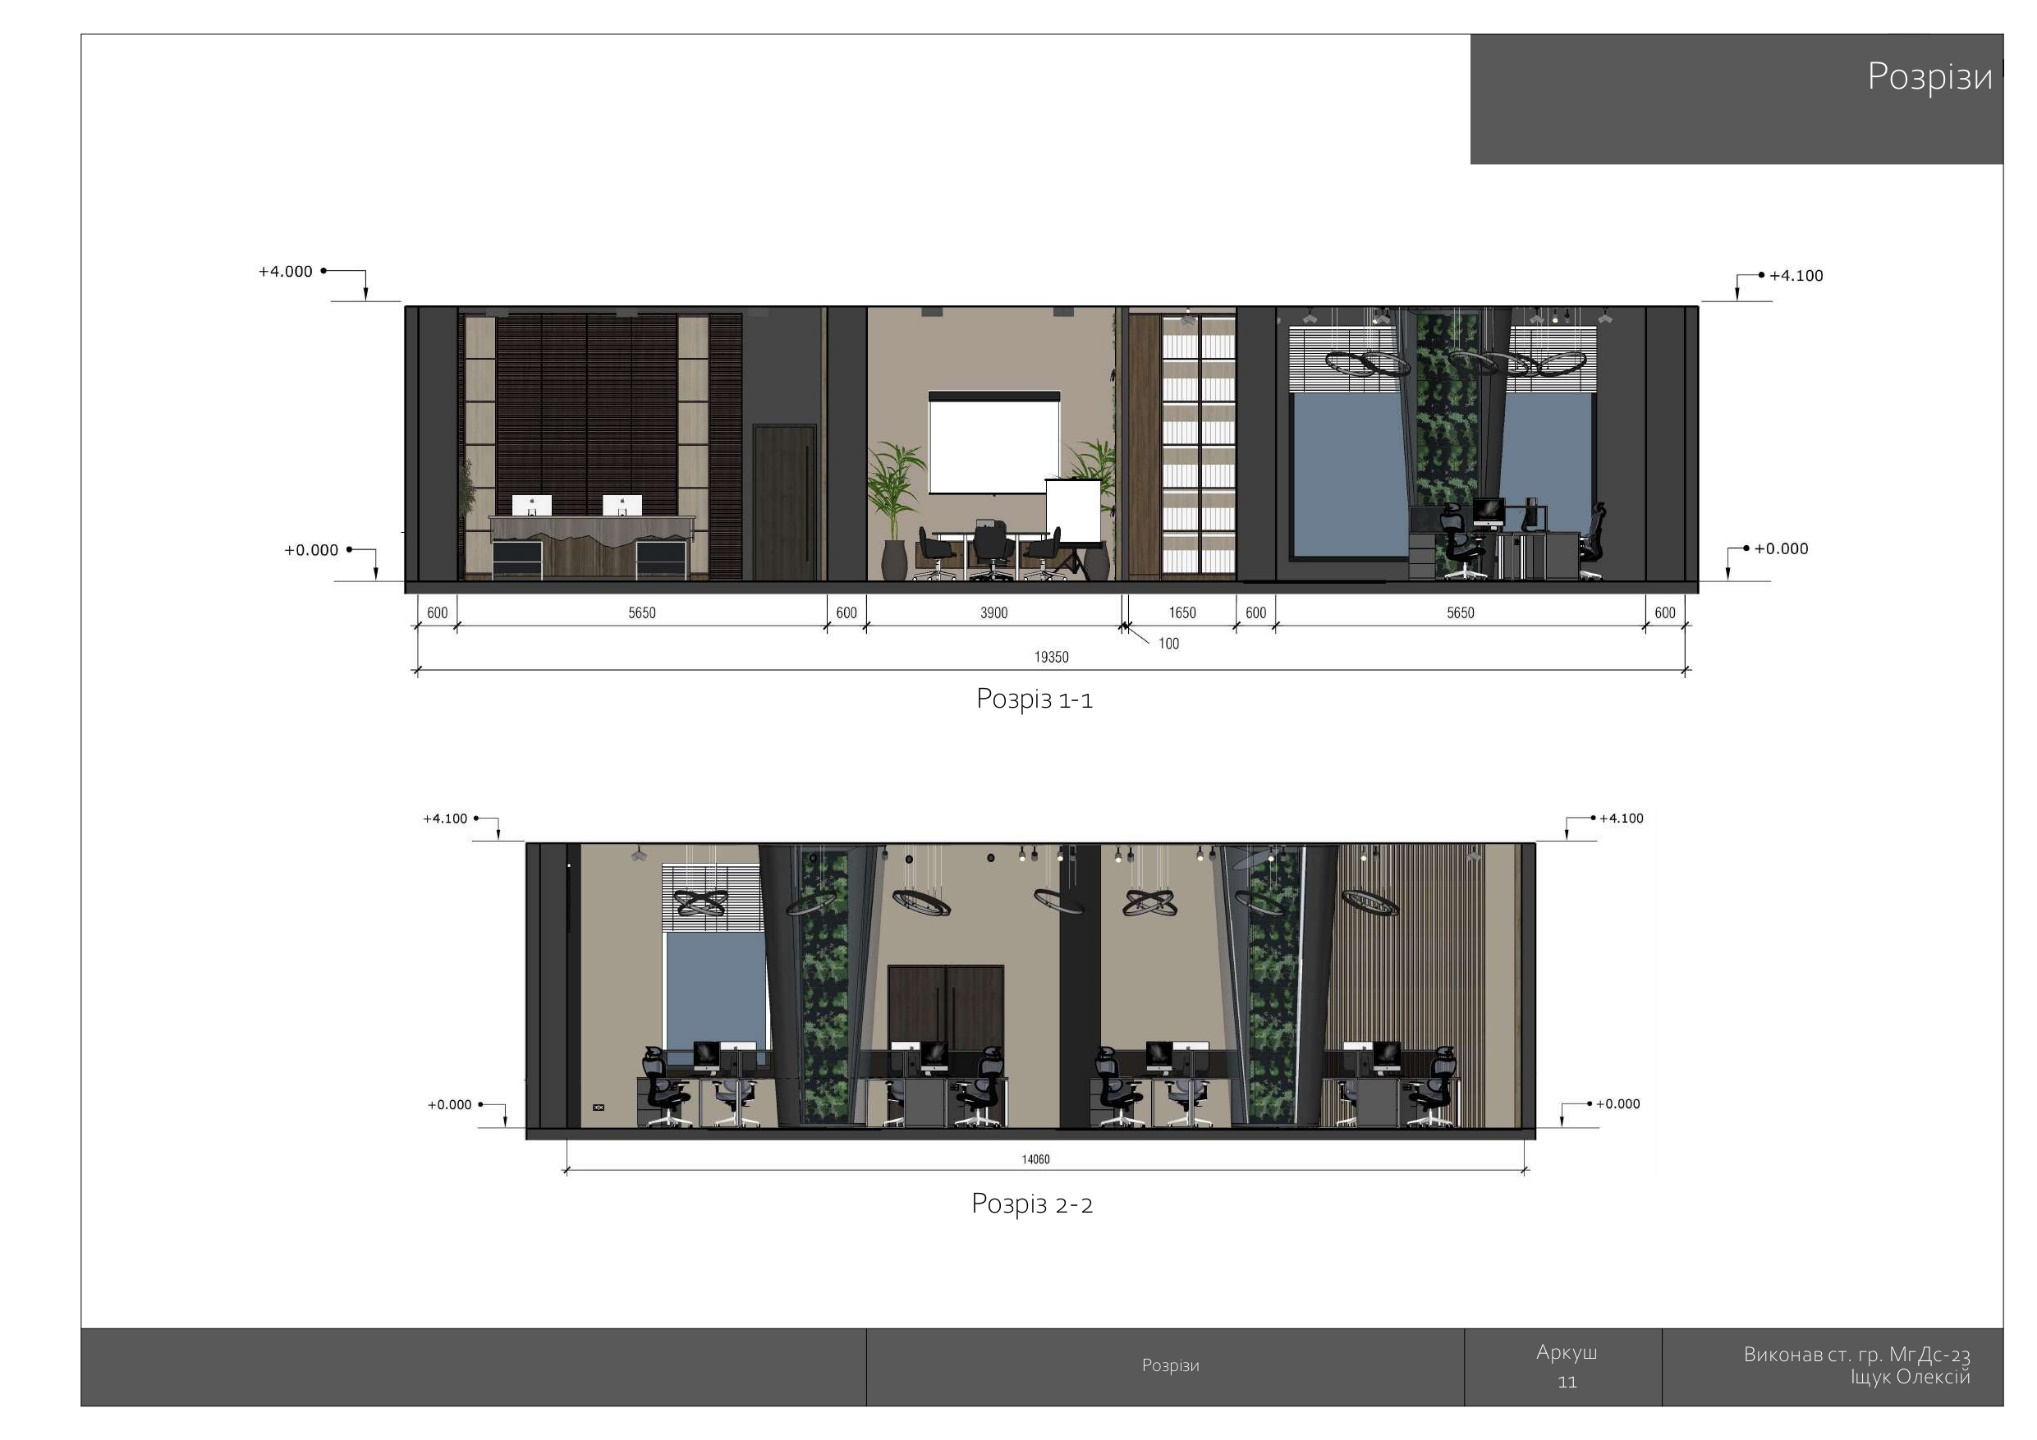 Розрізи
+4.000
+4.100
+0.000
+0.000
600 5650 600 3900 1650 600 5650 600
100
19350
Розріз 1-1
+4.100
+4.100
+0.000
+0.000
14060
Розріз 2-2
Розрізи
Аркуш
11
Виконав ст. гр. МгДс-23
Іщук Олексій